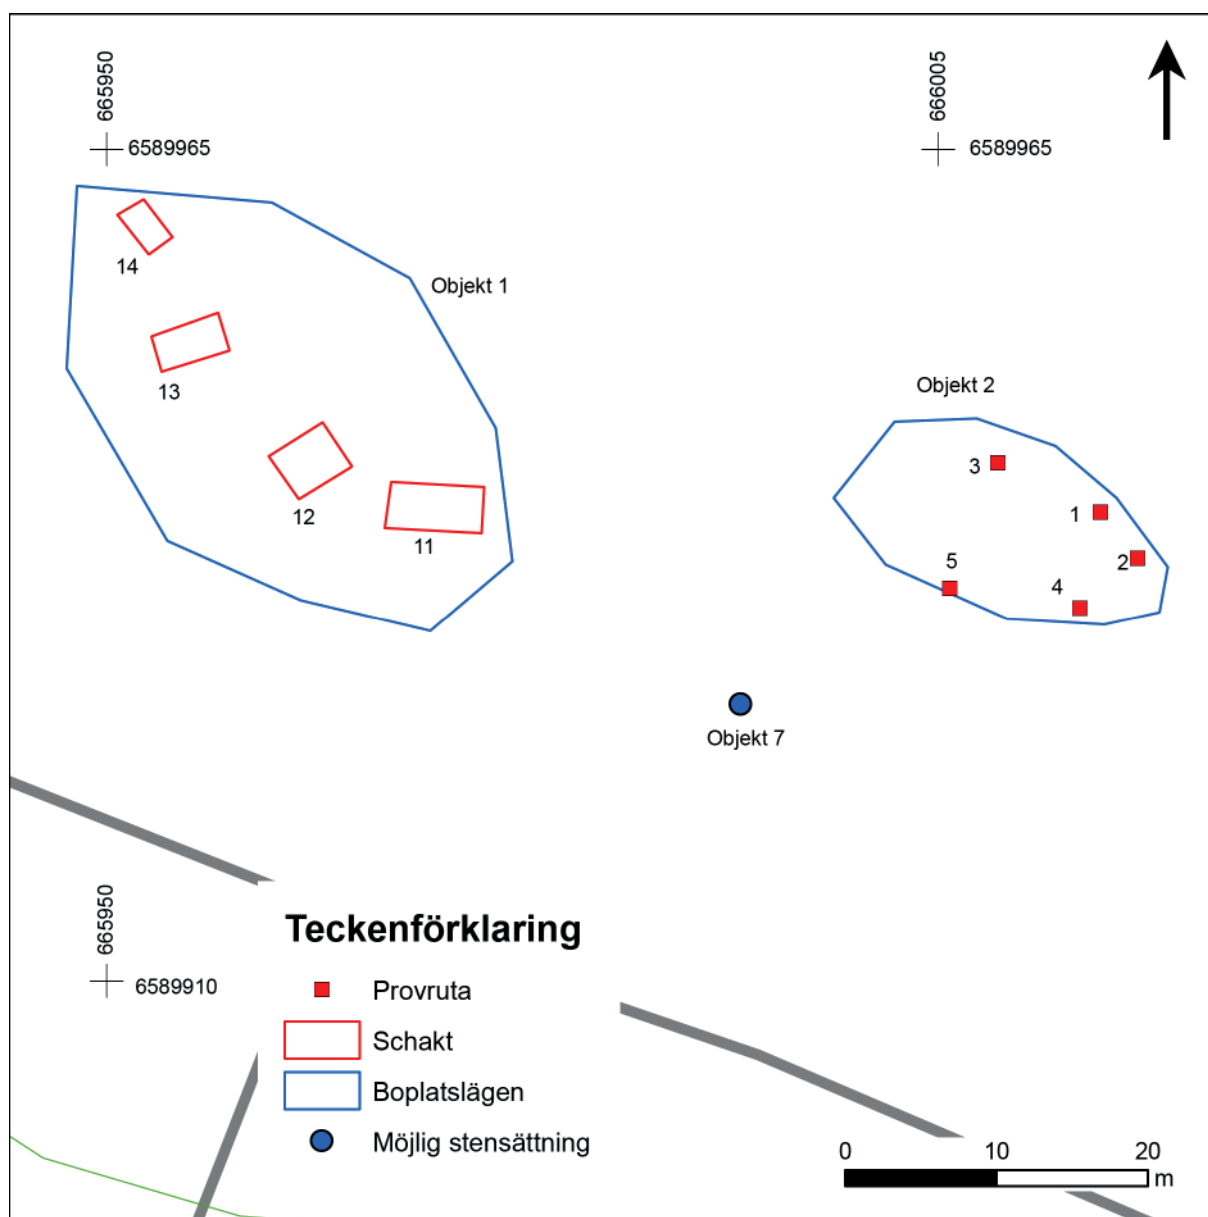 665950
6589965
666005
6589965
14
Objekt 1
13
Objekt 2
3
12
11
1
2
5
4
Objekt 7
665950
6589910
Teckenförklaring
Provruta
Schakt
Boplatslägen
Möjlig stensättning
0 10 20
m